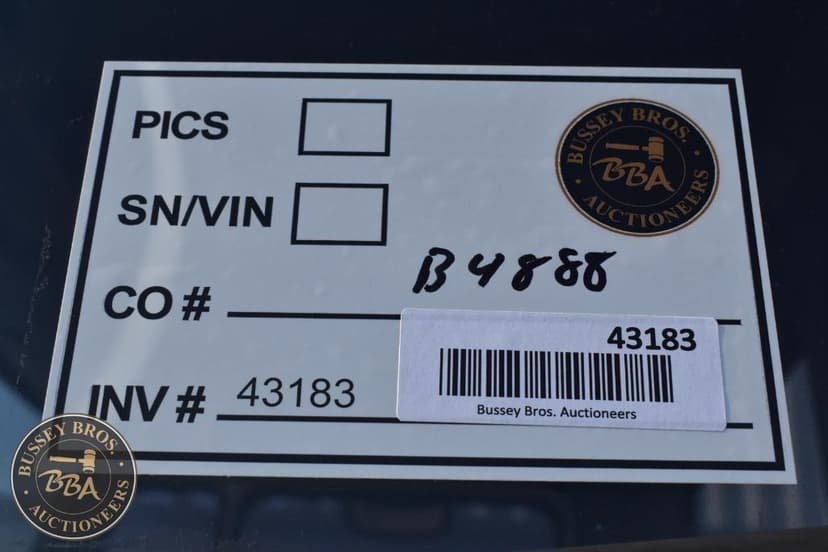 PICS
BUSSEY BROS.
BBA
AUCTIONEERS
SN/VIN
CO # B4888
43183
INV # 43183
Bussey Bros. Auctioneers
BUSSEY BROS.
BBA
AUCTIONEERS